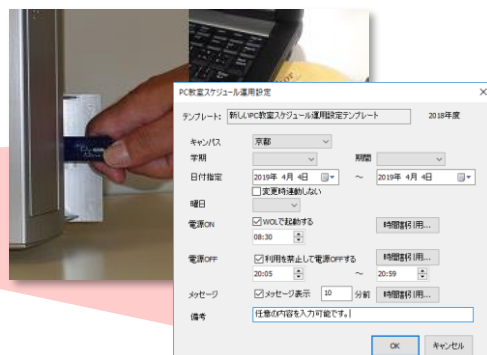 PC教室スケジュール運用設定
テンプレート: 新しいPC教室スケジュール運用設定テンプレート 2018年度
キャンパス 京都
学期 期間
日付指定 2019年 4月 4日 ～ 2019年 4月 4日
変更時連動しない
曜日
電源ON WOLで起動する 時間割引用...
08:30
電源OFF 利用を禁止して電源OFFする 時間割引用...
20:05 ～ 20:59
メッセージ メッセージ表示 10 分前 時間割引用...
備考 任意の内容を入力可能です。
OK キャンセル